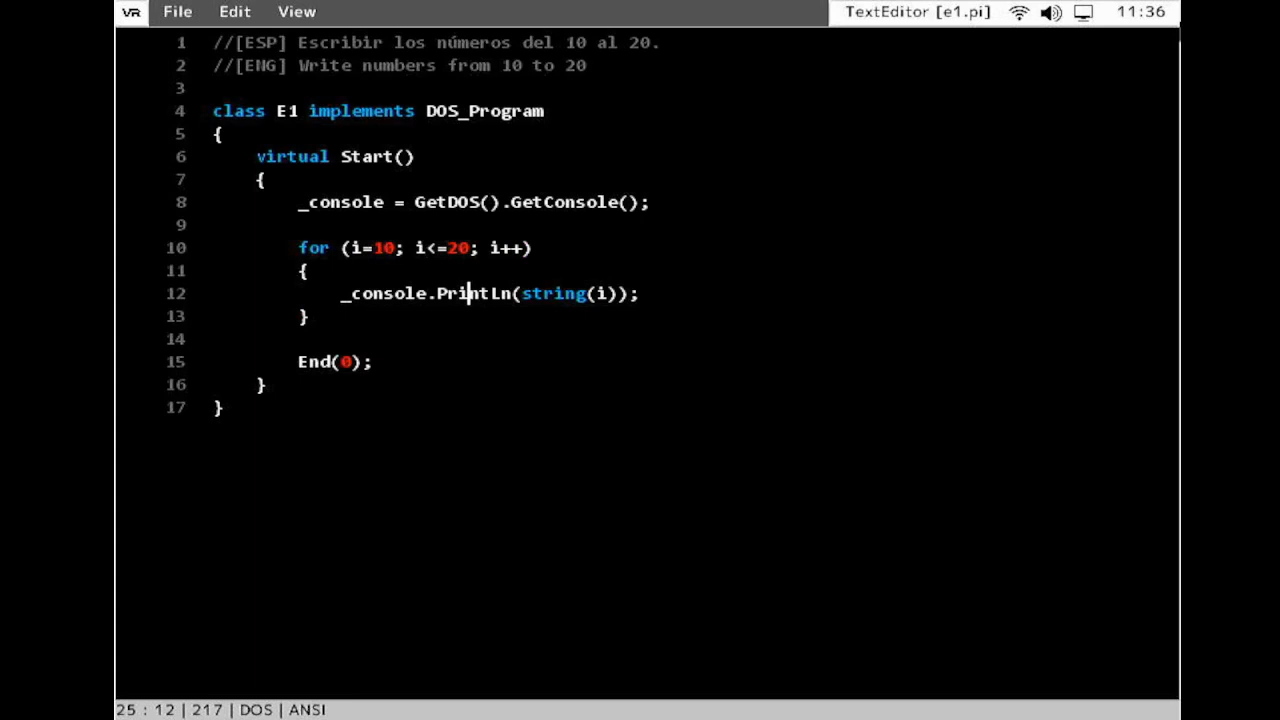 VR File Edit View TextEditor [e1.pi] 11:36
1 //[ESP] Escribir los números del 10 al 20.
2 //[ENG] Write numbers from 10 to 20
3
4 class E1 implements DOS_Program
5 {
6 virtual Start()
7 {
8 _console = GetDOS().GetConsole();
9
10 for (i=10; i<=20; i++)
11 {
12 _console.PrintLn(string(i));
13 }
14
15 End(0);
16 }
17 }
25 : 12 | 217 | DOS | ANSI